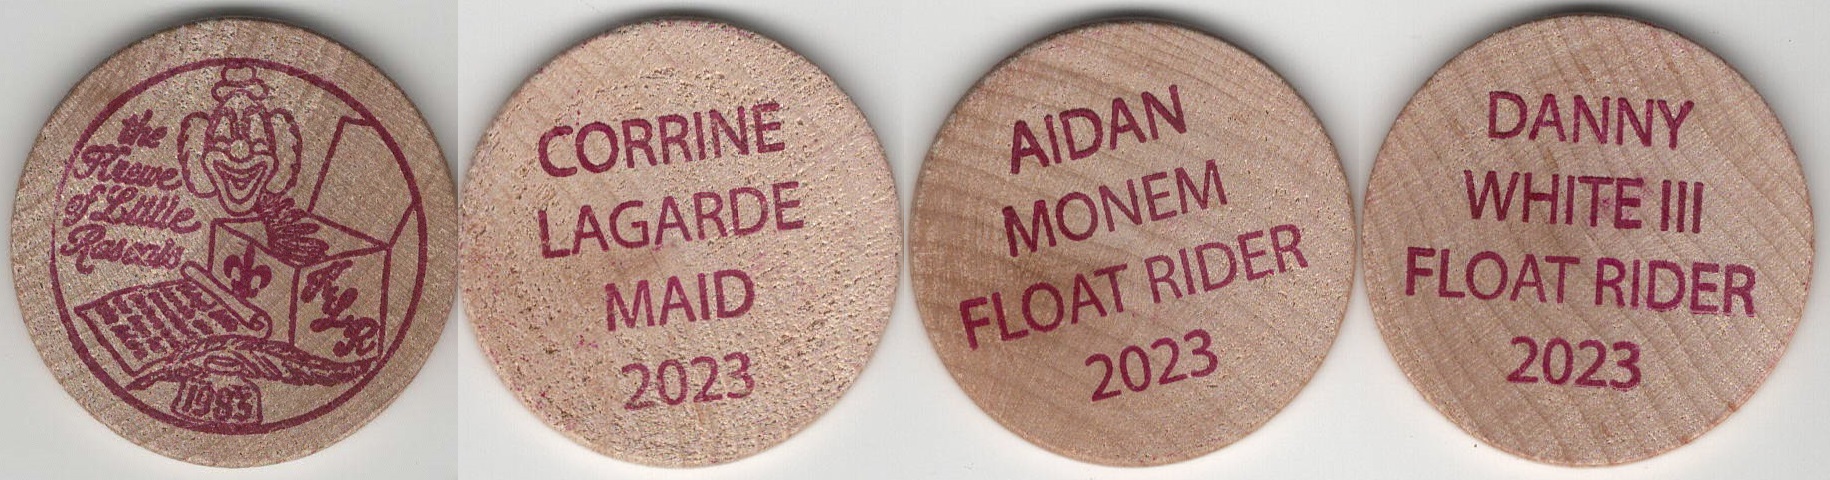 the
Krewe
of Little
Rascals
KLR
1983
CORRINE
LAGARDE
MAID
2023
AIDAN
MONEM
FLOAT RIDER
2023
DANNY
WHITE III
FLOAT RIDER
2023